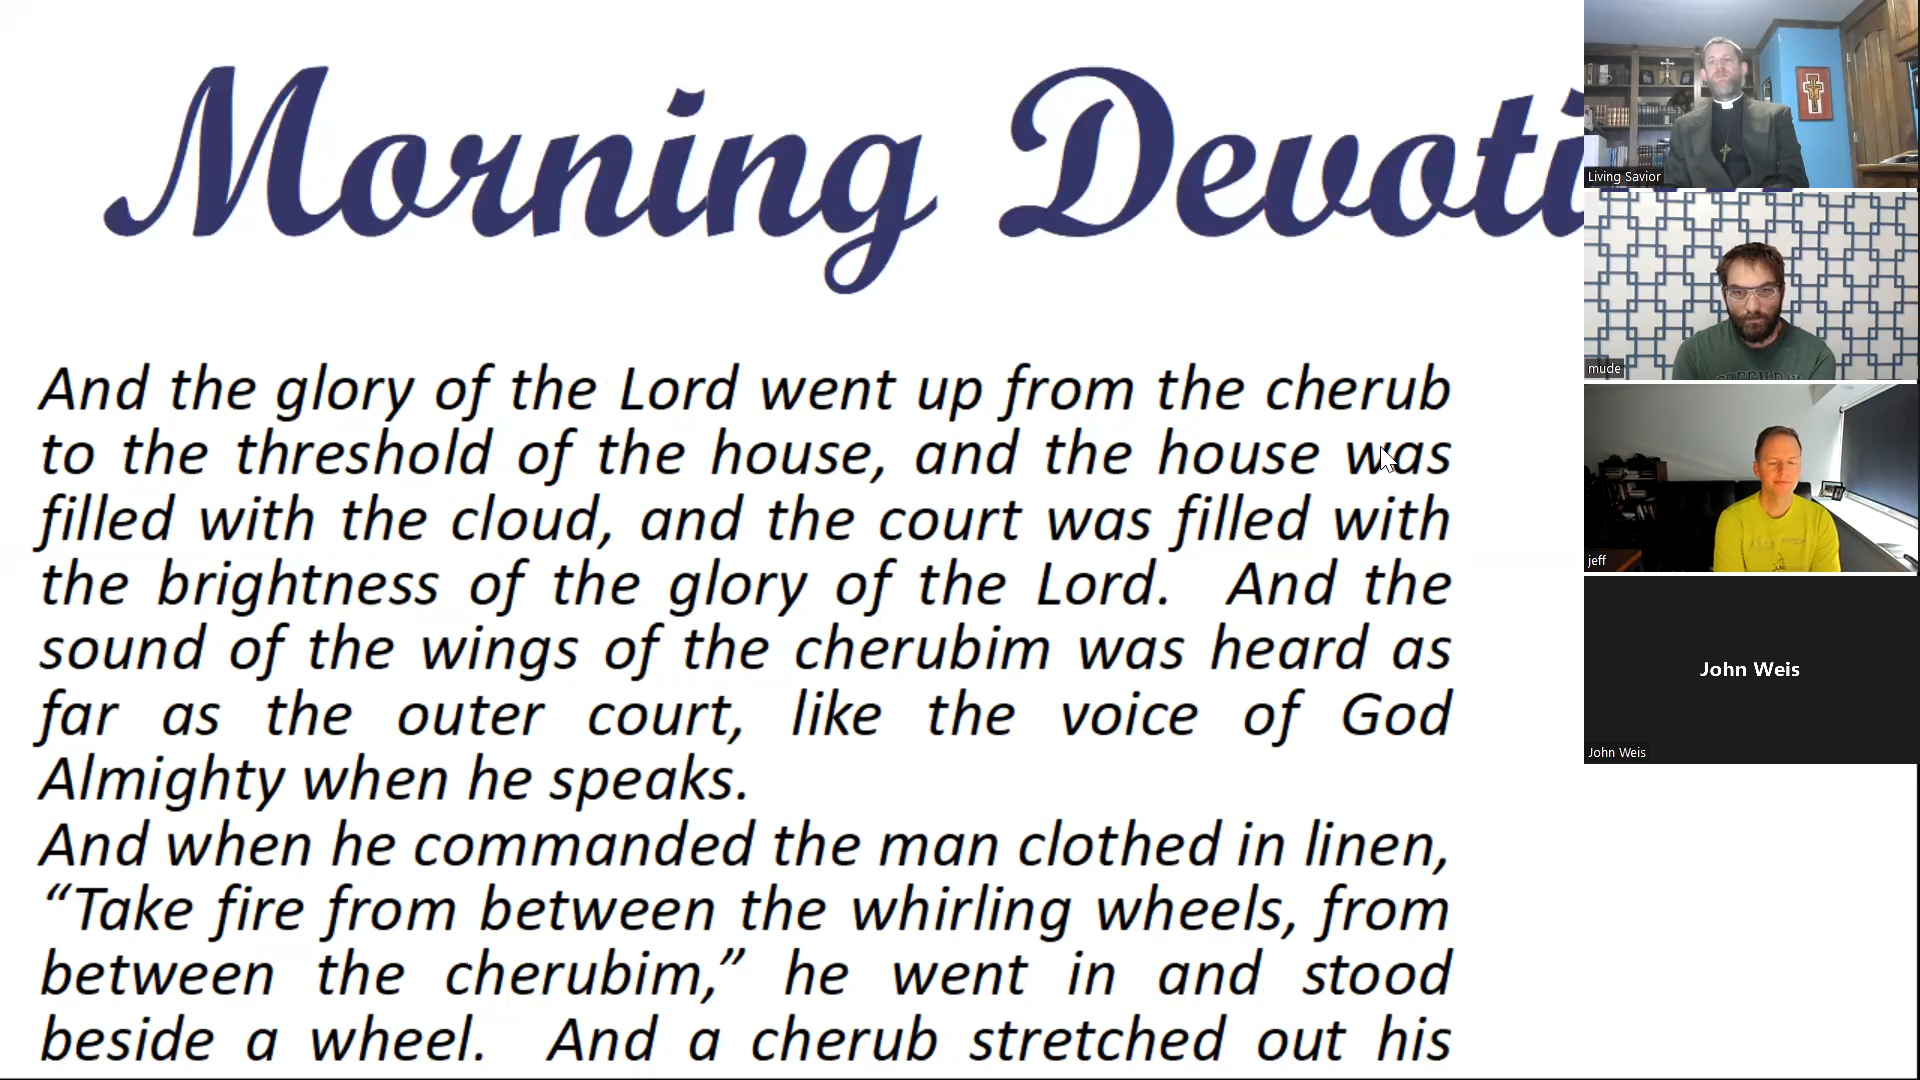 Morning Devoti
And the glory of the Lord went up from the cherub
to the threshold of the house, and the house was
filled with the cloud, and the court was filled with
the brightness of the glory of the Lord.  And the
sound of the wings of the cherubim was heard as
far as the outer court, like the voice of God
Almighty when he speaks.
And when he commanded the man clothed in linen,
“Take fire from between the whirling wheels, from
between the cherubim,” he went in and stood
beside a wheel.  And a cherub stretched out his
Living Savior
mude
jeff
John Weis
John Weis